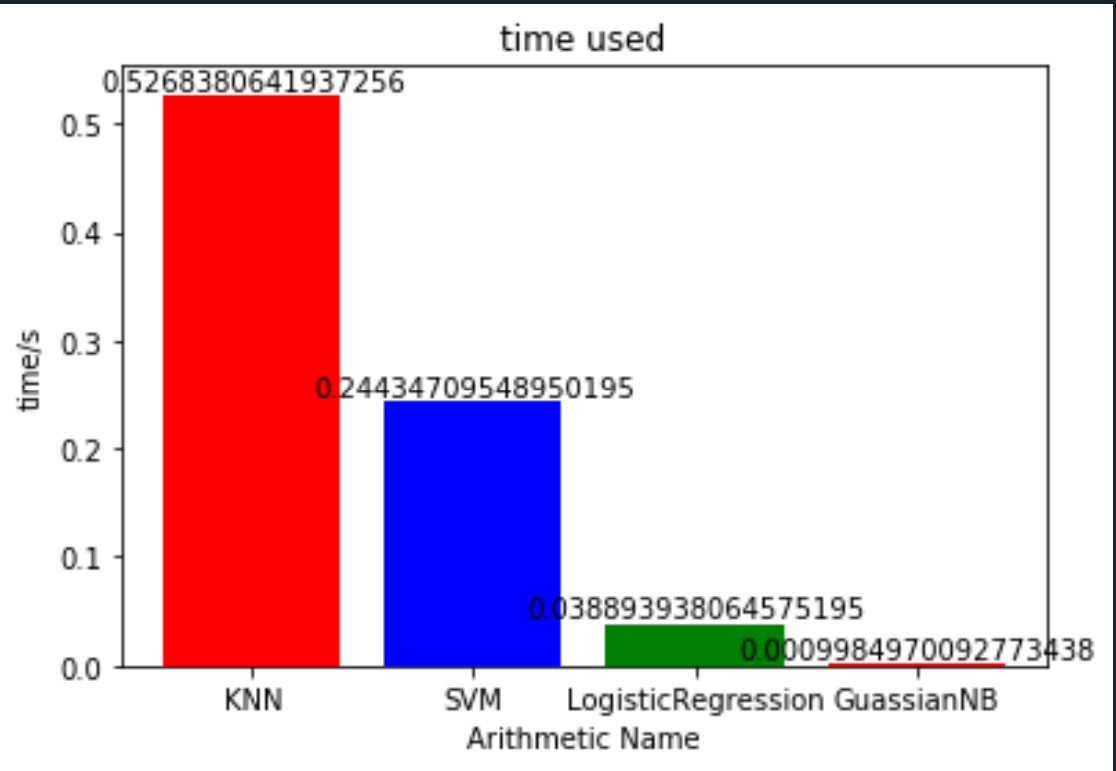 time used
0.5268380641937256
0.5
0.4
0.3
0.24434709548950195
0.2
0.1
0.038893938064575195
0.0009984970092773438
0.0
time/s
KNN SVM LogisticRegression GuassianNB
Arithmetic Name